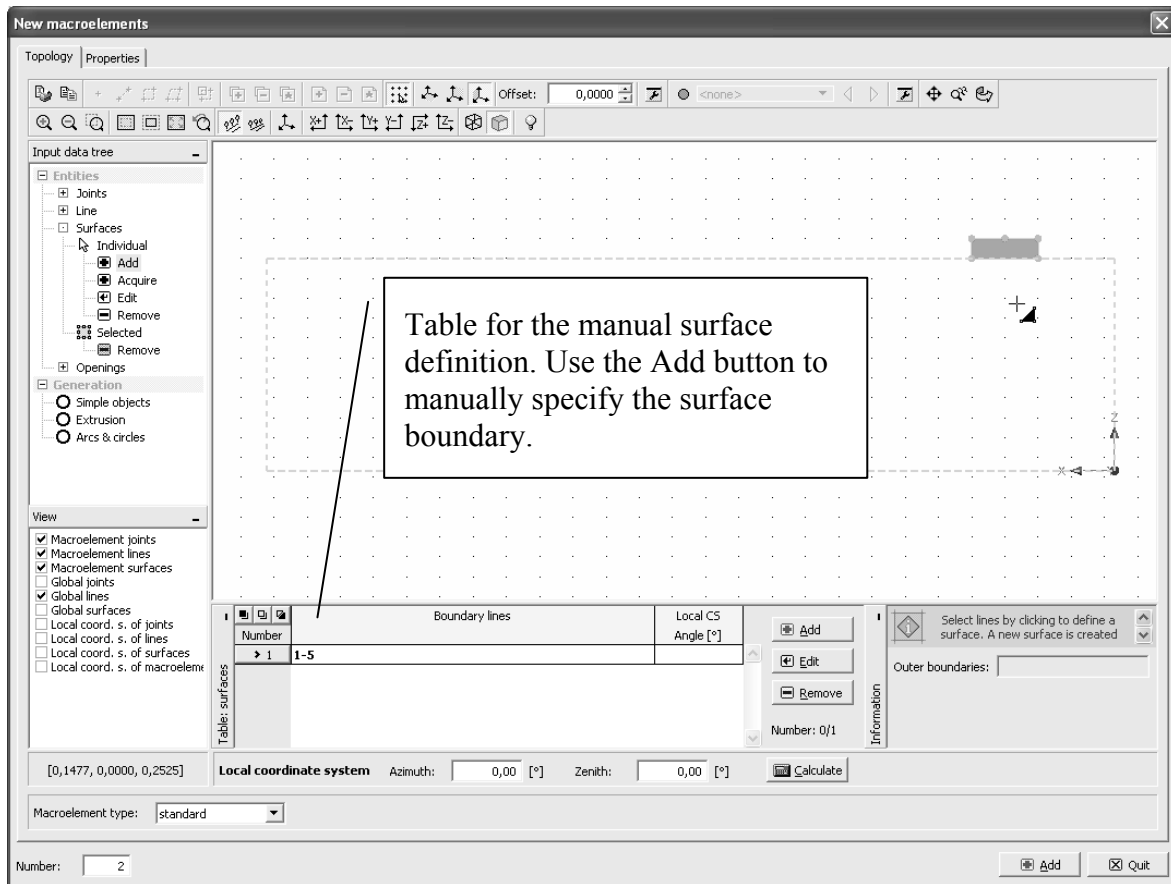 New macroelements
Topology Properties
Offset: 0,0000 <none>
X+ X- Y+ Y- Z+ Z-
Input data tree
Entities
Joints
Line
Surfaces
Individual
Add
Acquire
Edit
Remove
Selected
Remove
Openings
Generation
Simple objects
Extrusion
Arcs & circles
Table for the manual surface
definition. Use the Add button to
manually specify the surface
boundary.
Z
X
View
Macroelement joints
Macroelement lines
Macroelement surfaces
Global joints
Global lines
Global surfaces
Local coord. s. of joints
Local coord. s. of lines
Local coord. s. of surfaces
Local coord. s. of macroeleme
Table: surfaces
Number Boundary lines Local CS
Angle [°]
1 1-5
Add
Edit
Remove
Number: 0/1
Information
Select lines by clicking to define a
surface. A new surface is created
Outer boundaries:
[0,1477, 0,0000, 0,2525] Local coordinate system Azimuth: 0,00 [°] Zenith: 0,00 [°] Calculate
Macroelement type: standard
Number: 2 Add Quit